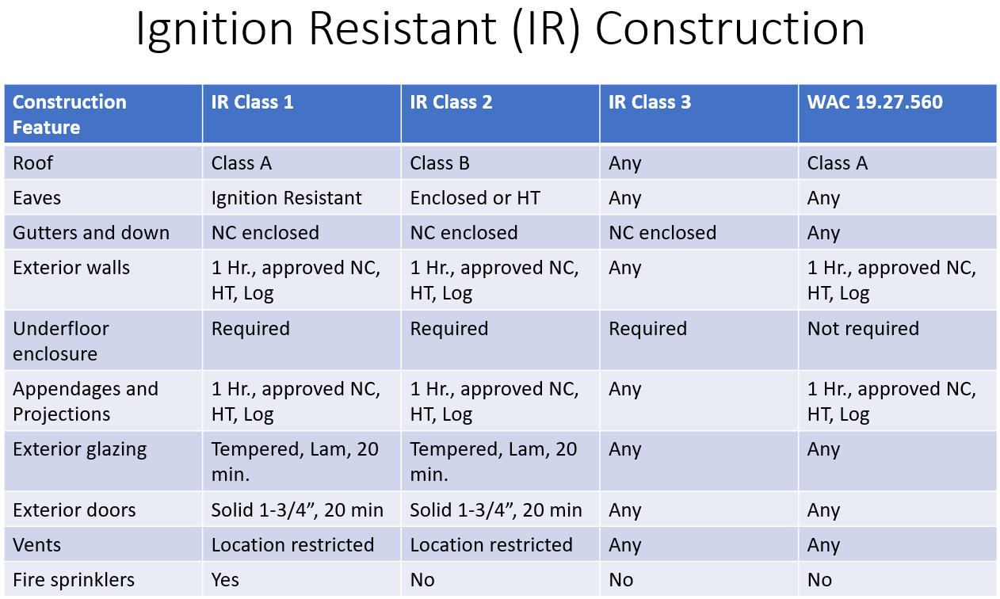 Ignition Resistant (IR) Construction
Construction Feature | IR Class 1 | IR Class 2 | IR Class 3 | WAC 19.27.560
Roof | Class A | Class B | Any | Class A
Eaves | Ignition Resistant | Enclosed or HT | Any | Any
Gutters and down | NC enclosed | NC enclosed | NC enclosed | Any
Exterior walls | 1 Hr., approved NC, HT, Log | 1 Hr., approved NC, HT, Log | Any | 1 Hr., approved NC, HT, Log
Underfloor enclosure | Required | Required | Required | Not required
Appendages and Projections | 1 Hr., approved NC, HT, Log | 1 Hr., approved NC, HT, Log | Any | 1 Hr., approved NC, HT, Log
Exterior glazing | Tempered, Lam, 20 min. | Tempered, Lam, 20 min. | Any | Any
Exterior doors | Solid 1-3/4”, 20 min | Solid 1-3/4”, 20 min | Any | Any
Vents | Location restricted | Location restricted | Any | Any
Fire sprinklers | Yes | No | No | No